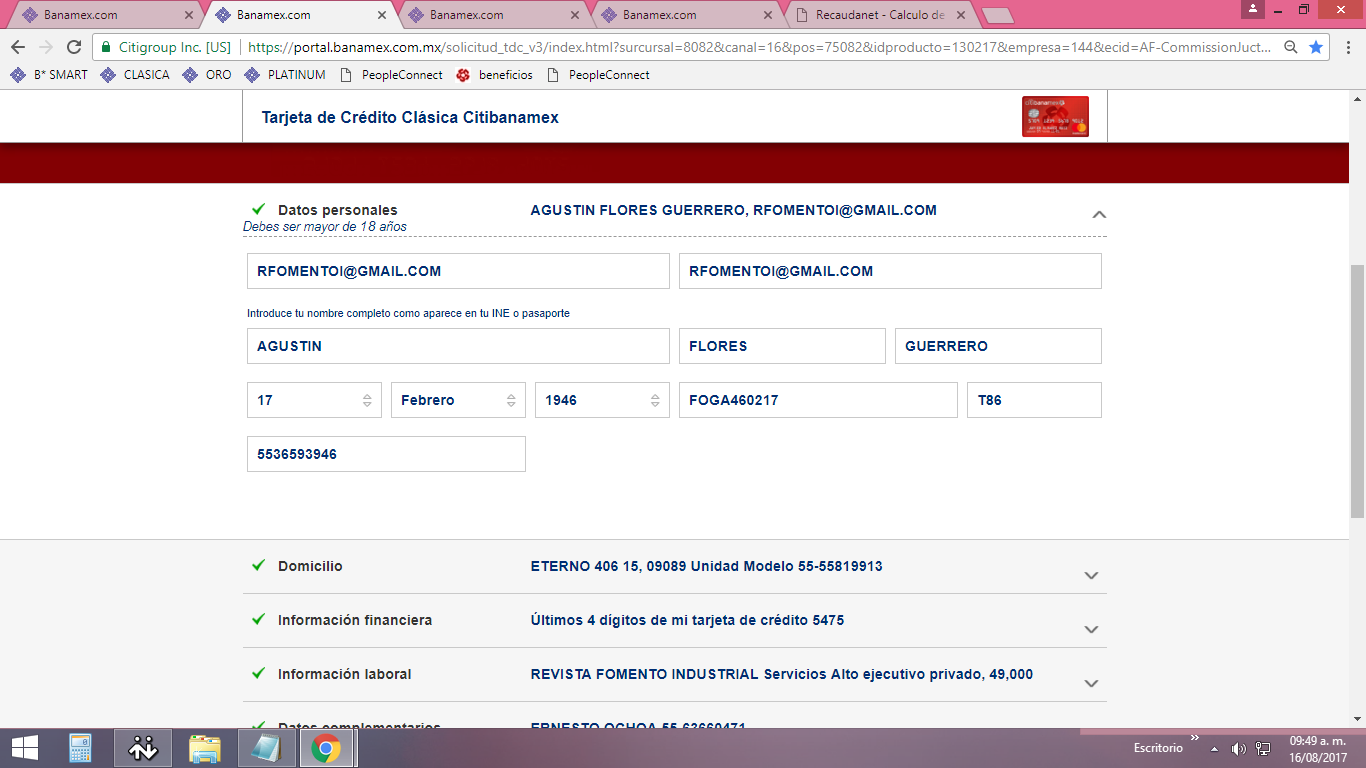 Banamex.com Banamex.com Banamex.com Banamex.com Recaudanet - Calculo de
Citigroup Inc. [US] https://portal.banamex.com.mx/solicitud_tdc_v3/index.html?surcursal=8082&canal=16&pos=75082&idproducto=130217&empresa=144&ecid=AF-CommissionJuct...
B* SMART CLASICA ORO PLATINUM PeopleConnect beneficios PeopleConnect
Tarjeta de Crédito Clásica Citibanamex
Datos personales AGUSTIN FLORES GUERRERO, RFOMENTOI@GMAIL.COM
Debes ser mayor de 18 años
RFOMENTOI@GMAIL.COM RFOMENTOI@GMAIL.COM
Introduce tu nombre completo como aparece en tu INE o pasaporte
AGUSTIN FLORES GUERRERO
17 Febrero 1946 FOGA460217 T86
5536593946
Domicilio ETERNO 406 15, 09089 Unidad Modelo 55-55819913
Información financiera Últimos 4 dígitos de mi tarjeta de crédito 5475
Información laboral REVISTA FOMENTO INDUSTRIAL Servicios Alto ejecutivo privado, 49,000
Datos complementarios ERNESTO OCHOA 55 63660471
Escritorio 09:49 a. m.
16/08/2017